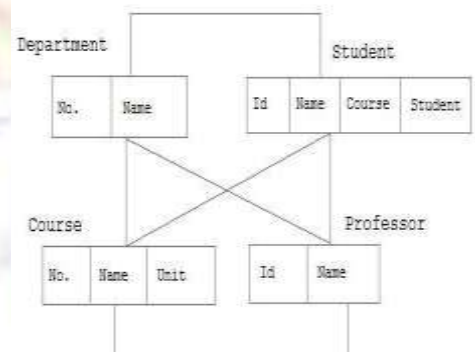 Department
Student
No. Name
Id Name Course Student
Course
Professor
No. Name Unit
Id Name